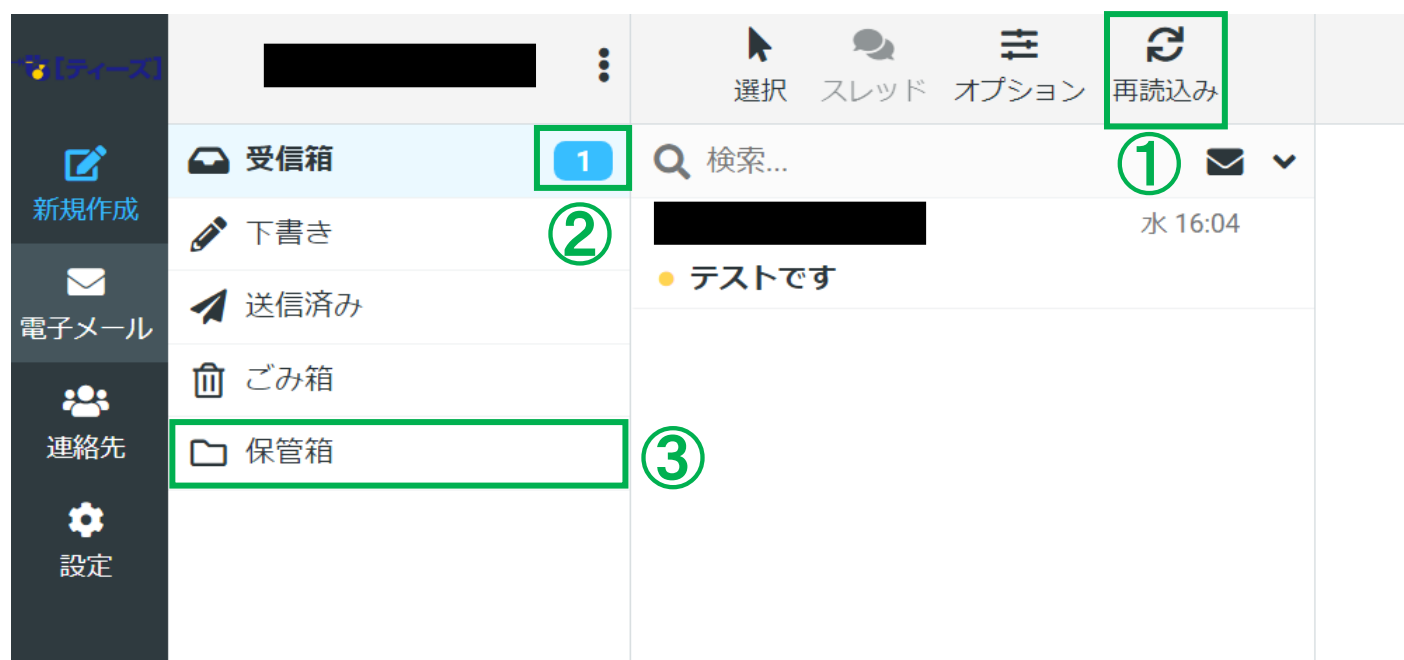 [ティーズ]
選択
スレッド
オプション
再読込み
新規作成
電子メール
連絡先
設定
受信箱 1
②
下書き
送信済み
ごみ箱
保管箱
③
検索...
①
水 16:04
テストです